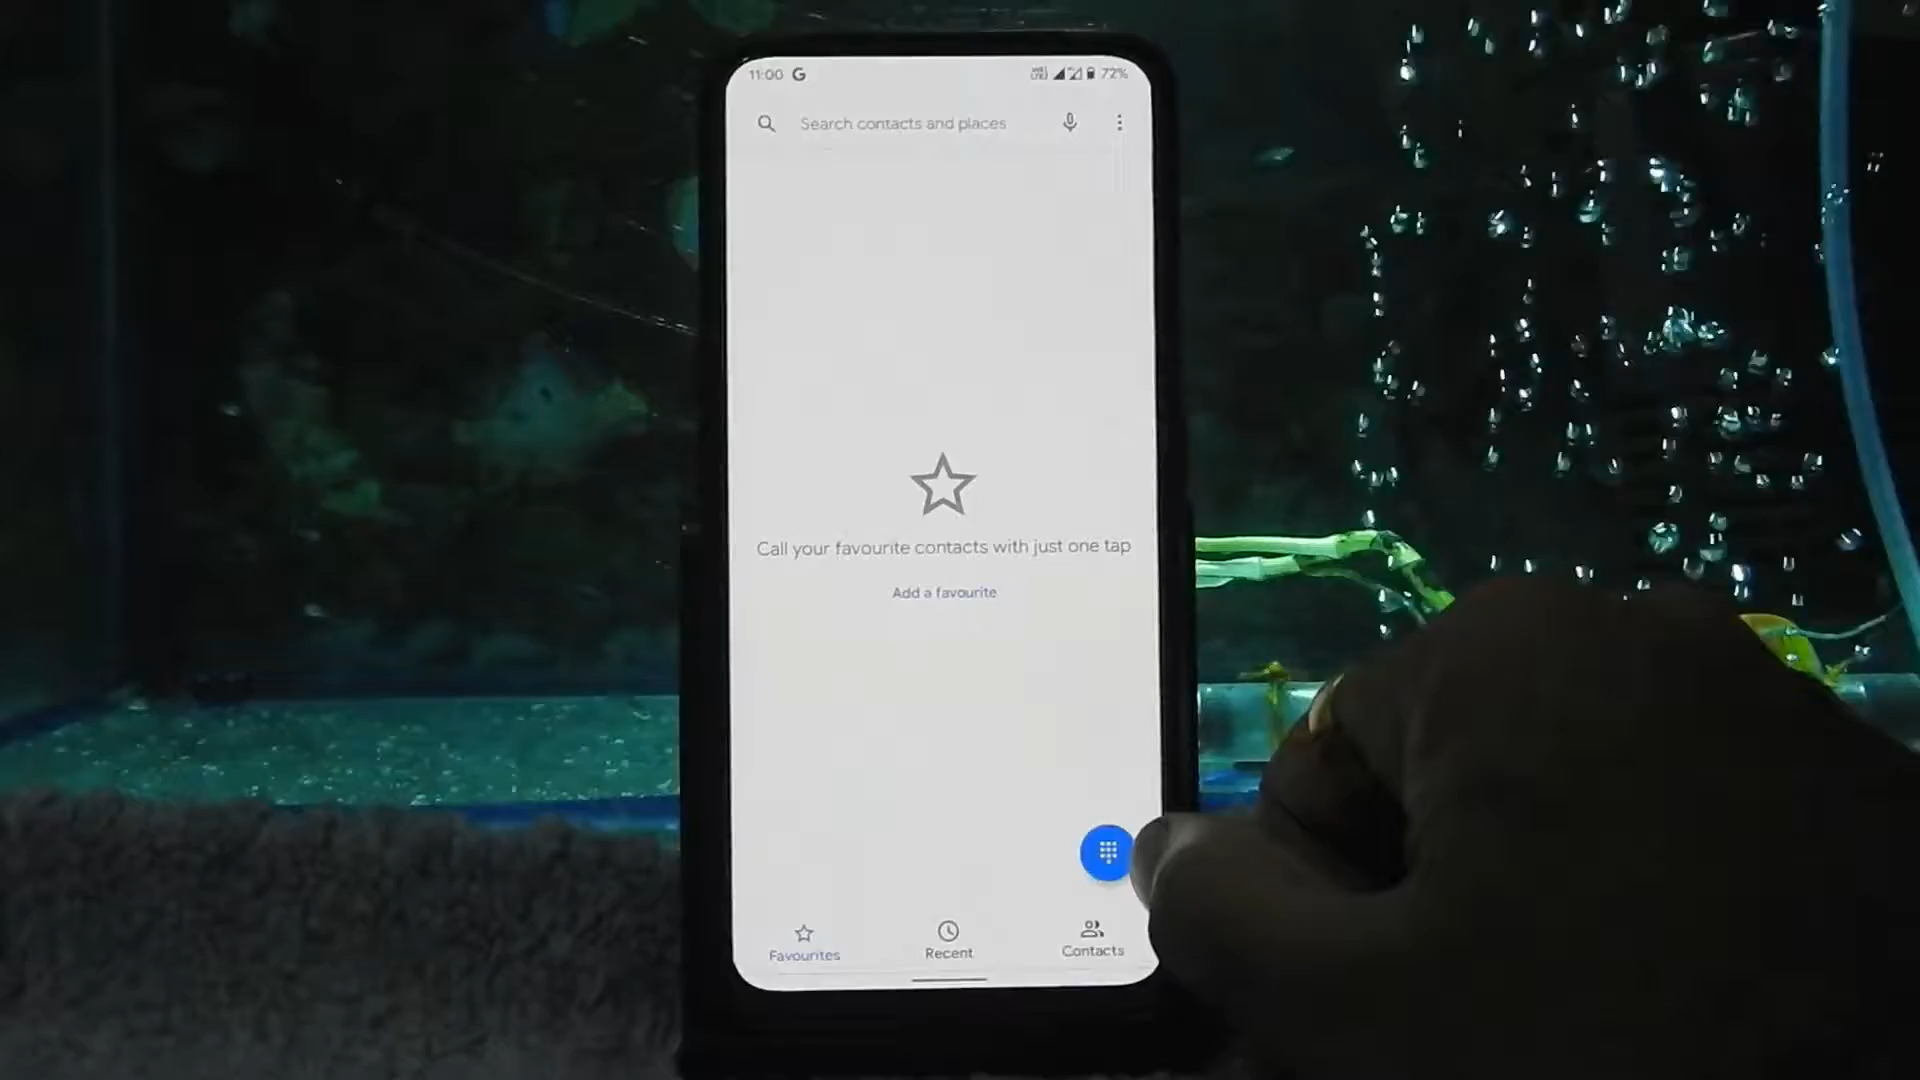 11:00 G 72%
Search contacts and places
Call your favourite contacts with just one tap
Add a favourite
Favourites Recent Contacts